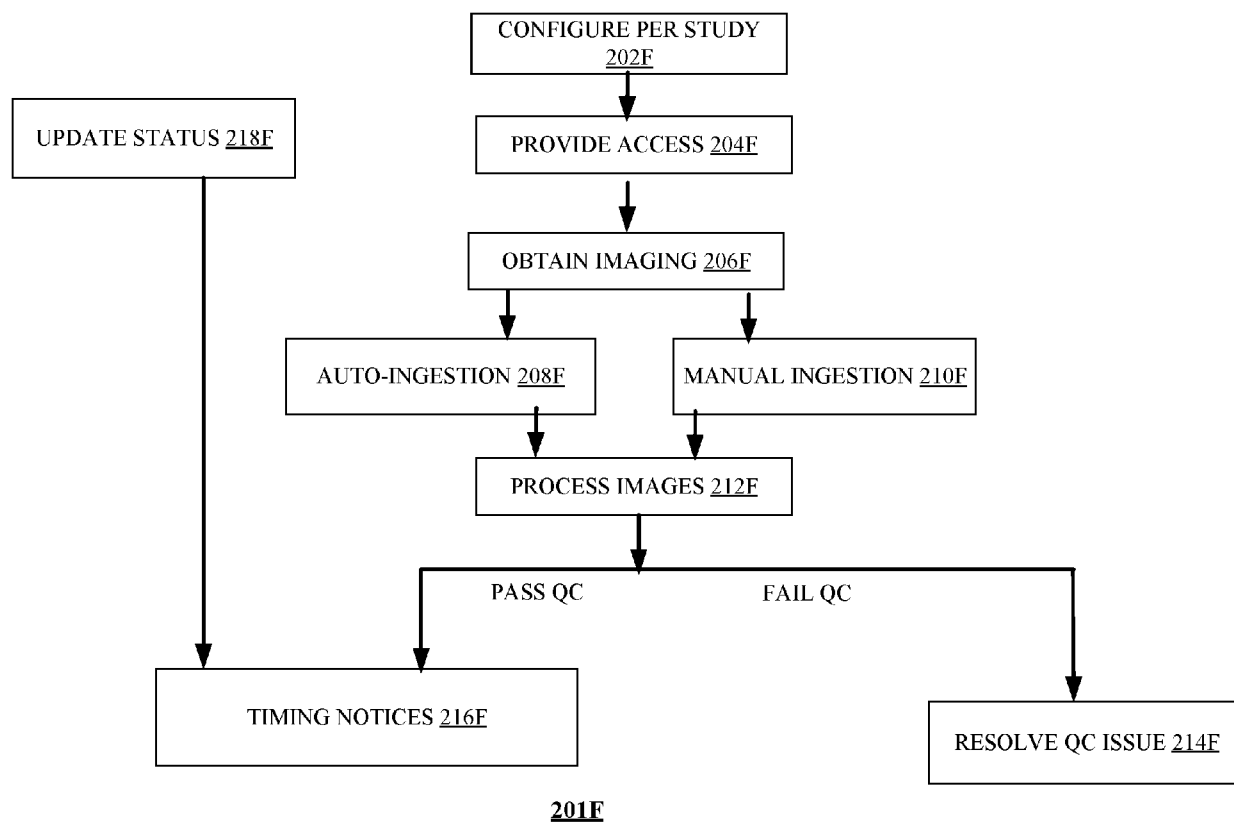 CONFIGURE PER STUDY
202F
UPDATE STATUS 218F
PROVIDE ACCESS 204F
OBTAIN IMAGING 206F
AUTO-INGESTION 208F
MANUAL INGESTION 210F
PROCESS IMAGES 212F
PASS QC
FAIL QC
TIMING NOTICES 216F
RESOLVE QC ISSUE 214F
201F